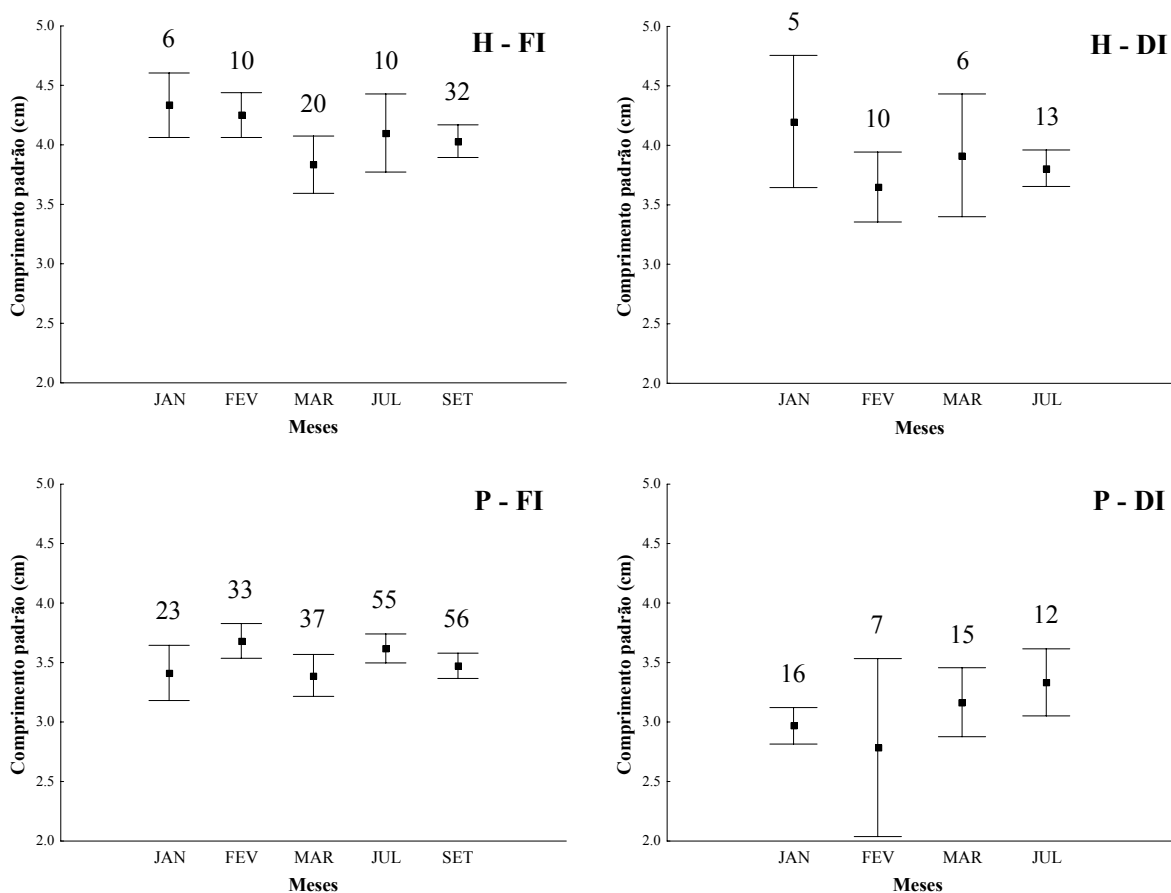 H - FI
Comprimento padrão (cm)
5.0
4.5
4.0
3.5
3.0
2.5
2.0
6
10
20
10
32
JAN FEV MAR JUL SET
Meses
H - DI
Comprimento padrão (cm)
5.0
4.5
4.0
3.5
3.0
2.5
2.0
5
10
6
13
JAN FEV MAR JUL
Meses
P - FI
Comprimento padrão (cm)
5.0
4.5
4.0
3.5
3.0
2.5
2.0
23
33
37
55
56
JAN FEV MAR JUL SET
Meses
P - DI
Comprimento padrão (cm)
5.0
4.5
4.0
3.5
3.0
2.5
2.0
16
7
15
12
JAN FEV MAR JUL
Meses